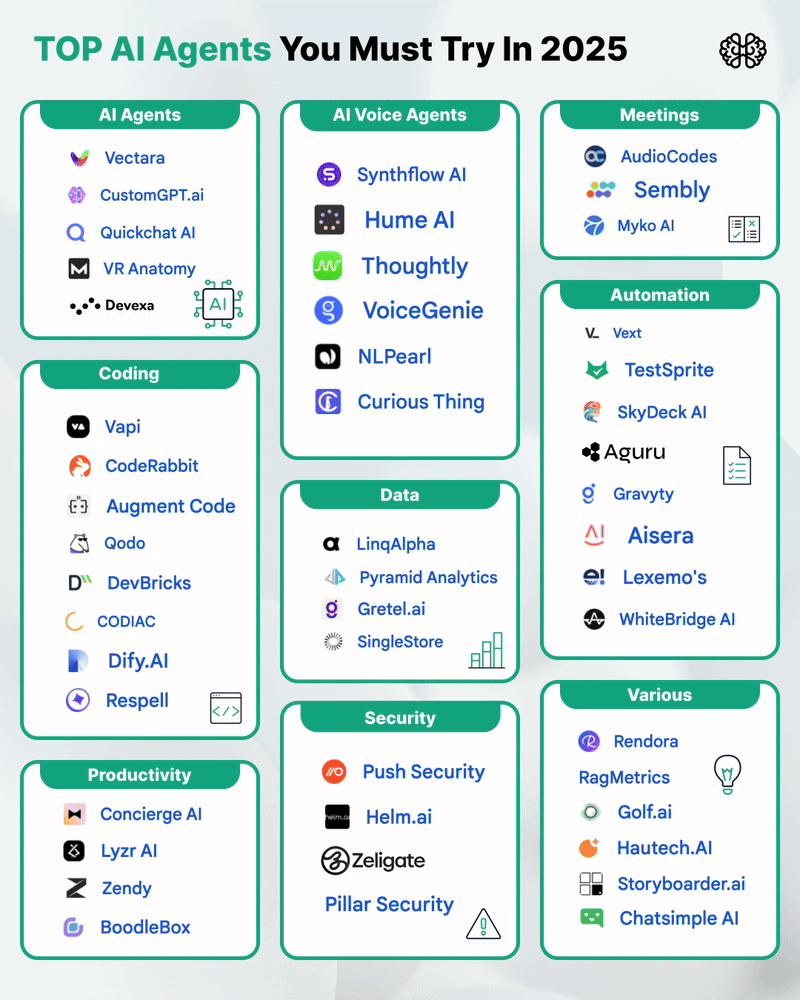 TOP AI Agents You Must Try In 2025
AI Agents
Vectara
CustomGPT.ai
Quickchat AI
VR Anatomy
Devexa
AI
Coding
Vapi
CodeRabbit
Augment Code
Qodo
DevBricks
CODIAC
Dify.AI
Respell
</>
Productivity
Concierge AI
Lyzr AI
Zendy
BoodleBox
AI Voice Agents
Synthflow AI
Hume AI
Thoughtly
VoiceGenie
NLPearl
Curious Thing
Data
LinqAlpha
Pyramid Analytics
Gretel.ai
SingleStore
Security
Push Security
helm.ai
Helm.ai
Zeligate
Pillar Security
Meetings
AudioCodes
Sembly
Myko AI
Automation
Vext
TestSprite
SkyDeck AI
Aguru
Gravyty
Aisera
Lexemo's
WhiteBridge AI
Various
Rendora
RagMetrics
Golf.ai
Hautech.AI
Storyboarder.ai
Chatsimple AI